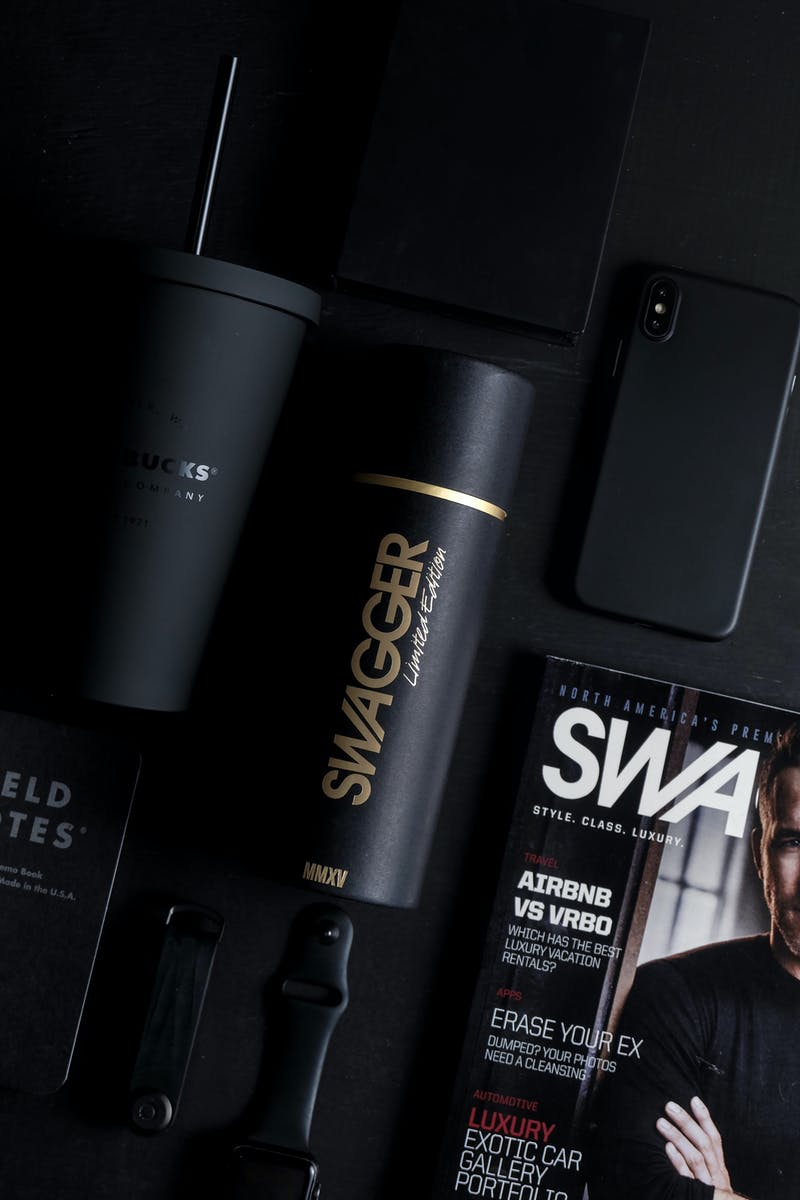 BUCKS®
COMPANY
1971
SWAGGER
Limited Edition
MMXV
ELD
OTES®
emo Book
Made in the U.S.A.
NORTH AMERICA'S PREM
SWA
STYLE. CLASS. LUXURY.
TRAVEL
AIRBNB
VS VRBO
WHICH HAS THE BEST
LUXURY VACATION
RENTALS?
APPS
ERASE YOUR EX
DUMPED? YOUR PHOTOS
NEED A CLEANSING
AUTOMOTIVE
LUXURY
EXOTIC CAR
GALLERY
PORTFOLIO